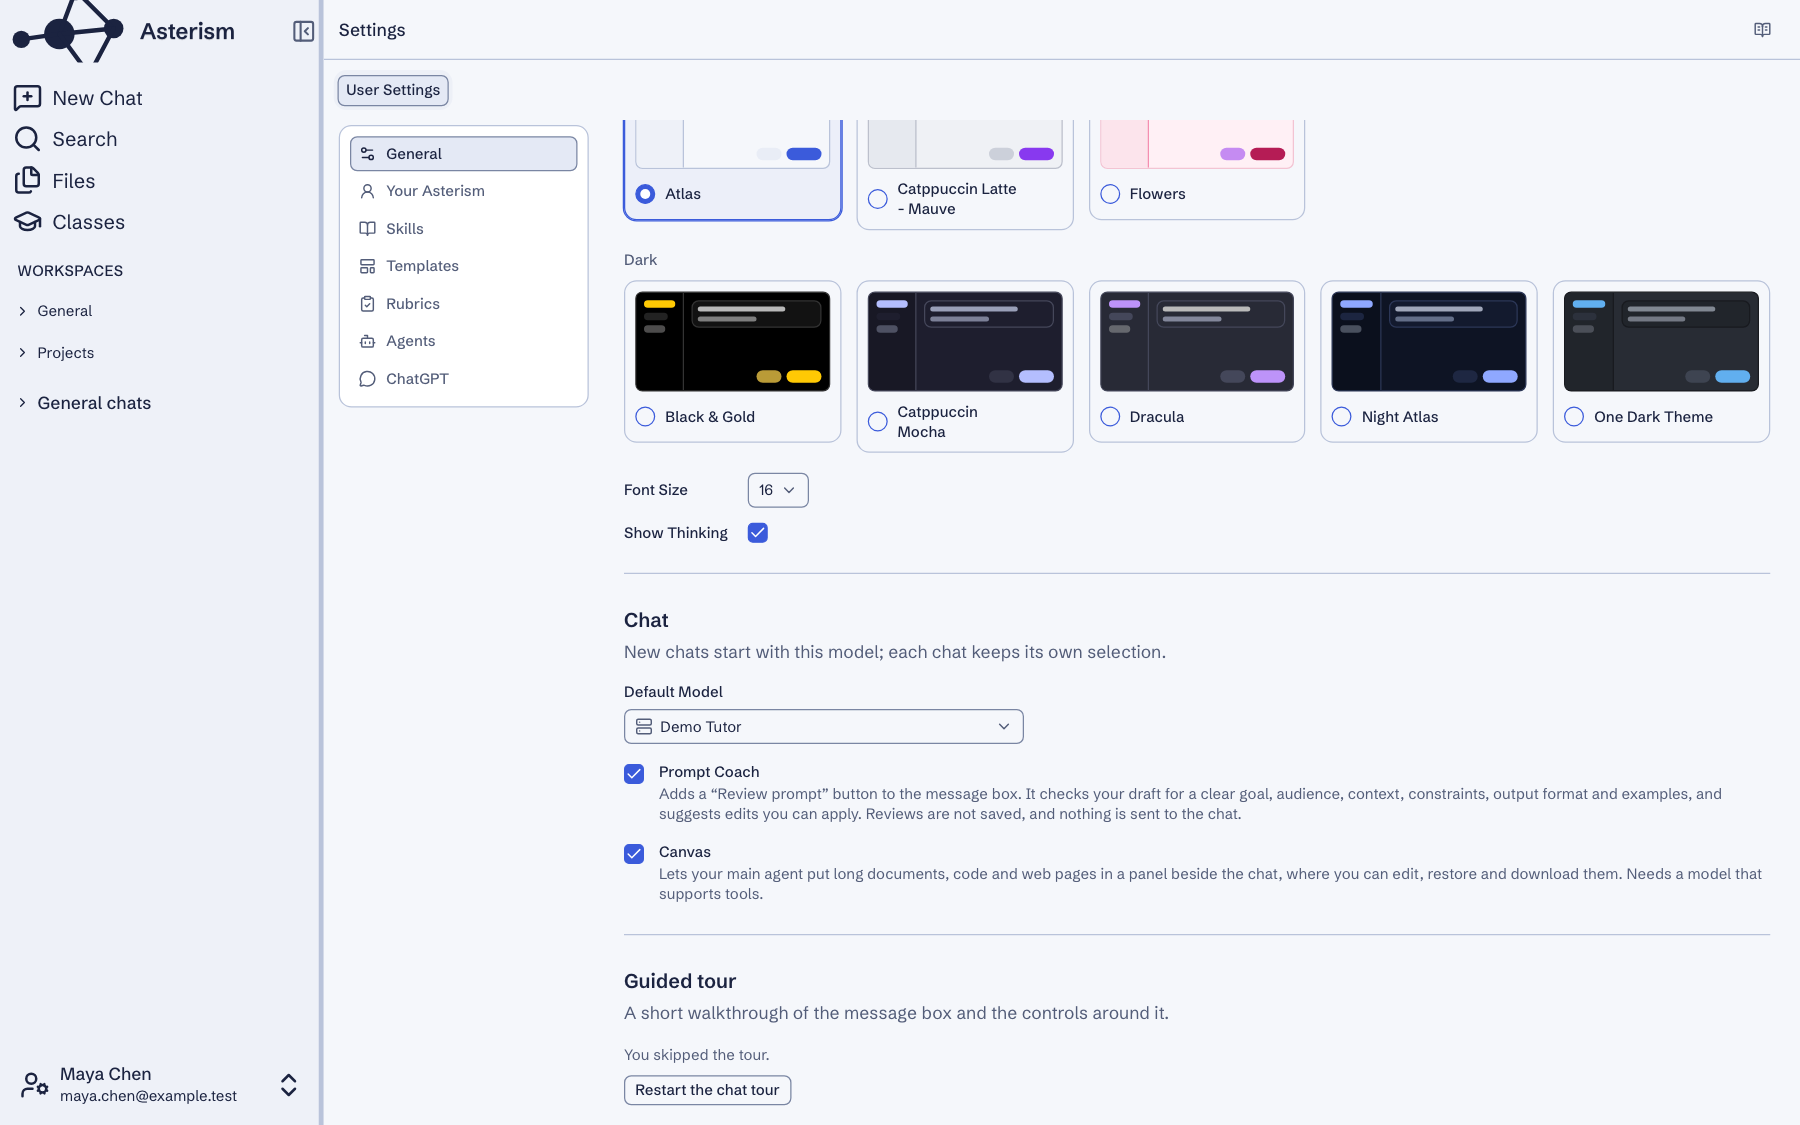 Asterism
Settings
New Chat
Search
Files
Classes
WORKSPACES
General
Projects
General chats
Maya Chen
maya.chen@example.test
User Settings
General
Your Asterism
Skills
Templates
Rubrics
Agents
ChatGPT
Atlas
Catppuccin Latte
- Mauve
Flowers
Dark
Black & Gold
Catppuccin
Mocha
Dracula
Night Atlas
One Dark Theme
Font Size
16
Show Thinking
Chat
New chats start with this model; each chat keeps its own selection.
Default Model
Demo Tutor
Prompt Coach
Adds a “Review prompt” button to the message box. It checks your draft for a clear goal, audience, context, constraints, output format and examples, and
suggests edits you can apply. Reviews are not saved, and nothing is sent to the chat.
Canvas
Lets your main agent put long documents, code and web pages in a panel beside the chat, where you can edit, restore and download them. Needs a model that
supports tools.
Guided tour
A short walkthrough of the message box and the controls around it.
You skipped the tour.
Restart the chat tour